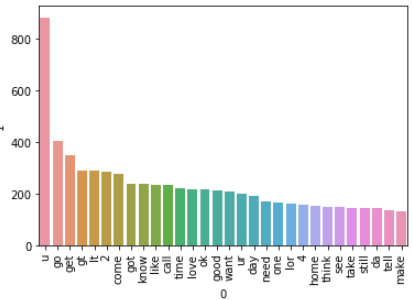 800
600
400
200
0
u
go
get
gt
lt
2
come
got
know
like
call
time
love
ok
good
want
ur
day
need
one
lor
4
home
think
see
take
still
da
tell
make
0